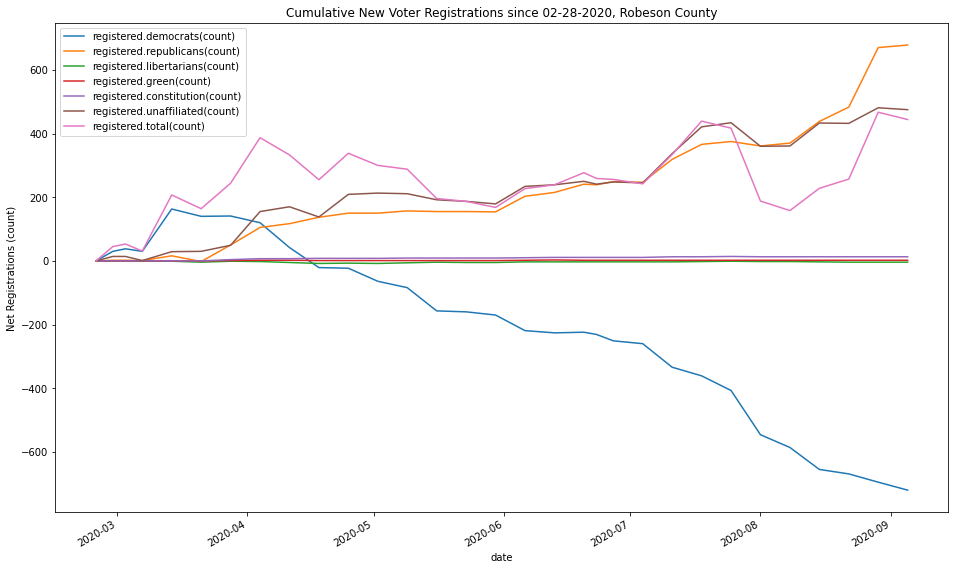 Cumulative New Voter Registrations since 02-28-2020, Robeson County
registered.democrats(count)
registered.republicans(count)
registered.libertarians(count)
registered.green(count)
registered.constitution(count)
registered.unaffiliated(count)
registered.total(count)
Net Registrations (count)
600
400
200
0
−200
−400
−600
2020-03
2020-04
2020-05
2020-06
2020-07
2020-08
2020-09
date